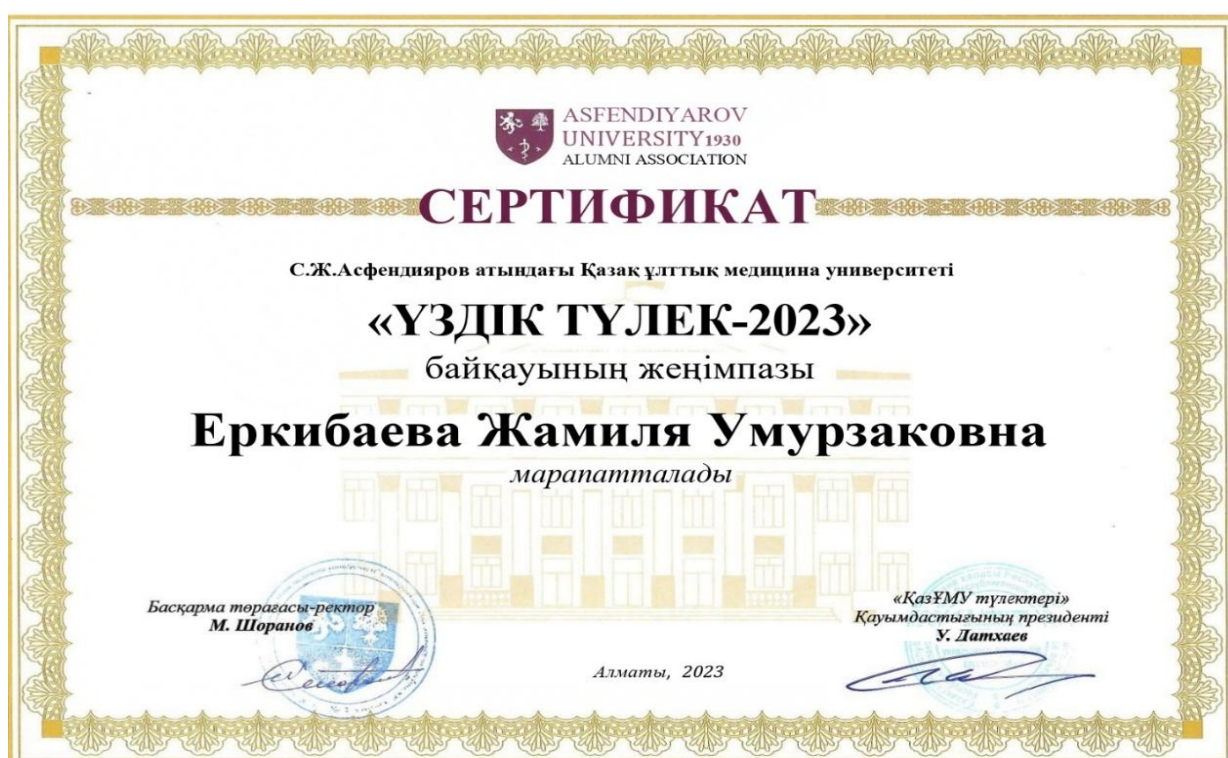 ASFENDIYAROV
UNIVERSITY1930
ALUMNI ASSOCIATION
СЕРТИФИКАТ
С.Ж.Асфендияров атындағы Қазақ ұлттық медицина университеті
«ҮЗДІК ТҮЛЕК-2023»
байқауының жеңімпазы
Еркибаева Жамиля Умурзаковна
марапатталады
Басқарма төрағасы-ректор
М. Шоранов
«ҚазҰМУ түлектері»
Қауымдастығының президенті
У. Датхаев
Алматы, 2023